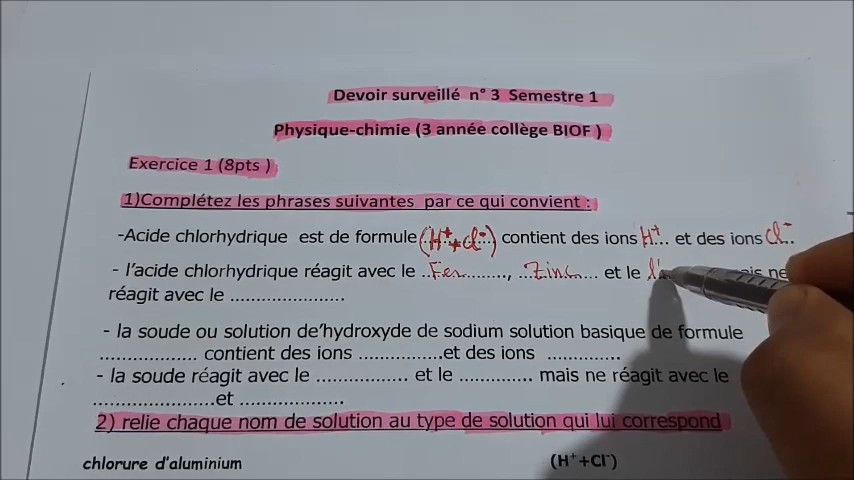 Devoir surveillé n° 3 Semestre 1
Physique-chimie (3 année collège BIOF )
Exercice 1 (8pts )
1)Complétez les phrases suivantes par ce qui convient :
-Acide chlorhydrique est de formule (H⁺+Cl⁻) contient des ions H⁺... et des ions Cl⁻..
- l'acide chlorhydrique réagit avec le ..Fer.........., ...Zinc.... et le l' mais ne
réagit avec le ......................
- la soude ou solution de'hydroxyde de sodium solution basique de formule
................... contient des ions .................et des ions ...............
- la soude réagit avec le .................. et le .............. mais ne réagit avec le
.......................et ....................
2) relie chaque nom de solution au type de solution qui lui correspond
chlorure d'aluminium (H⁺+Cl⁻)